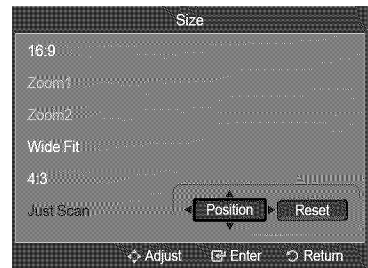 Size
16:9
Zoom1
Zoom2
Wide Fit
4:3
Just Scan
Position
Reset
Adjust Enter Return